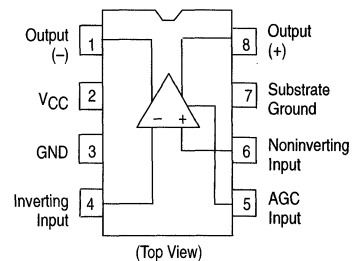 Output
(–)
1
8
Output
(+)
VCC
2
7
Substrate
Ground
GND
3
6
Noninverting
Input
Inverting
Input
4
5
AGC
Input
– +
(Top View)